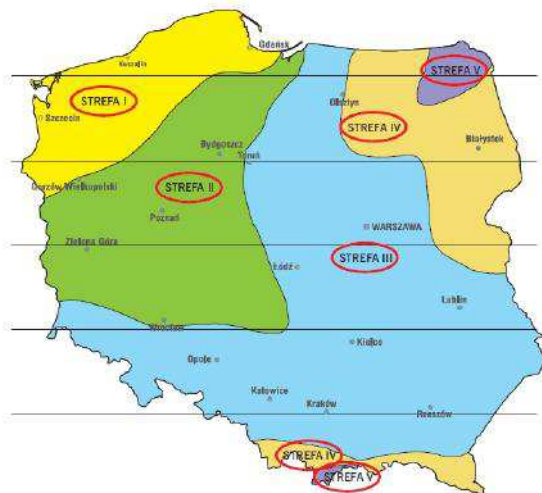 Gdańsk
Koszalin
STREFA V
STREFA I
Olsztyn
Szczecin
STREFA IV
Bydgoszcz
Białystok
Toruń
Gorzów Wielkopolski
STREFA II
Poznań
WARSZAWA
Zielona Góra
STREFA III
Łódź
Lublin
Wrocław
Kielce
Opole
Katowice
Kraków
Rzeszów
STREFA IV
STREFA V